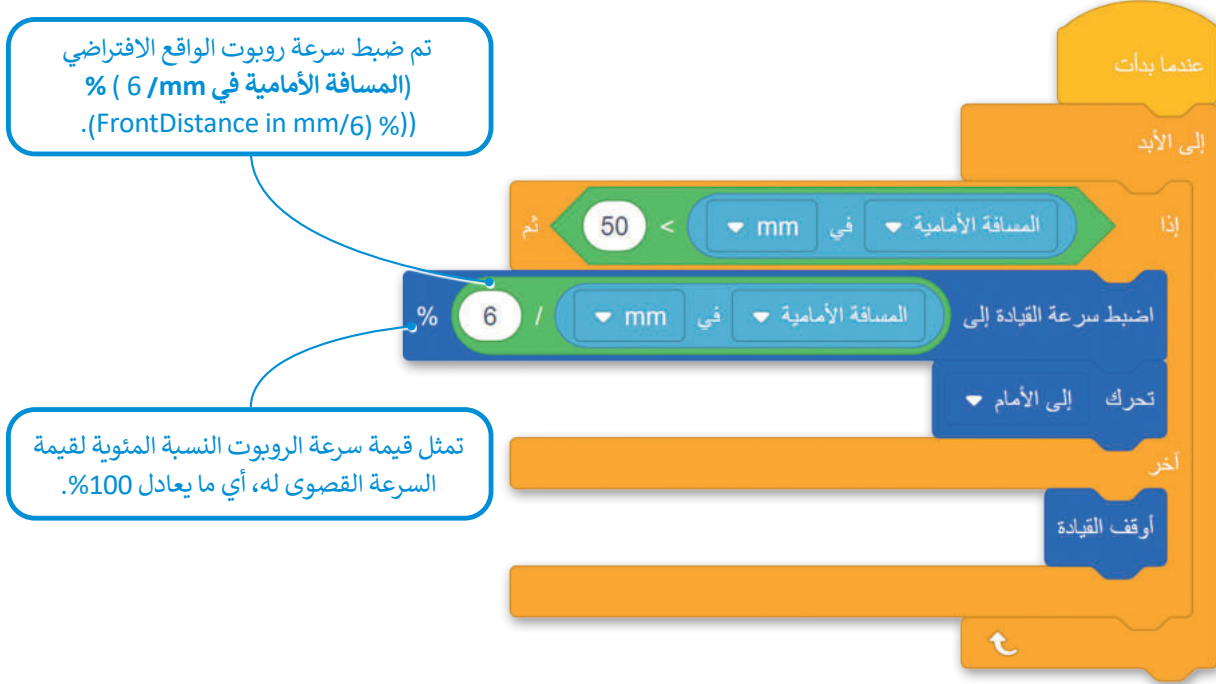 تم ضبط سرعة روبوت الواقع الافتراضي
(المسافة الأمامية في mm/ 6 ) %
((% (FrontDistance in mm/6)).
عندما بدأت
إلى الأبد
إذا المسافة الأمامية في mm > 50 ثم
اضبط سرعة القيادة إلى المسافة الأمامية في mm / 6 %
تحرك إلى الأمام
آخر
أوقف القيادة
تمثل قيمة سرعة الروبوت النسبة المئوية لقيمة
السرعة القصوى له، أي ما يعادل 100%.